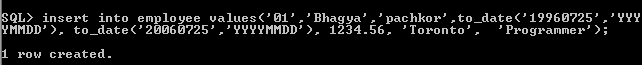 SQL> insert into employee values('01','Bhagya','pachkor',to_date('19960725','YYY
YMMDD'), to_date('20060725','YYYYMMDD'), 1234.56, 'Toronto',  'Programmer');
1 row created.